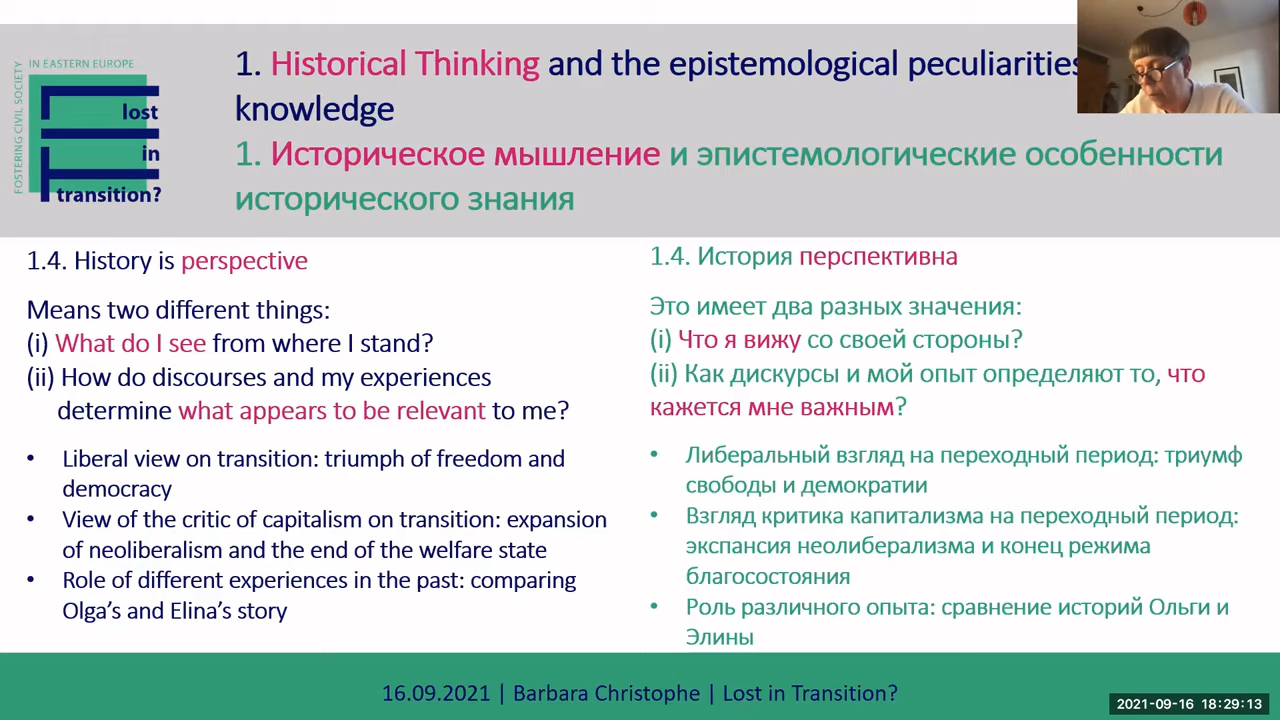 FOSTERING CIVIL SOCIETY
IN EASTERN EUROPE
lost
in
transition?
1. Historical Thinking and the epistemological peculiarities
knowledge
1. Историческое мышление и эпистемологические особенности
исторического знания
1.4. History is perspective
Means two different things:
(i) What do I see from where I stand?
(ii) How do discourses and my experiences
determine what appears to be relevant to me?
• Liberal view on transition: triumph of freedom and
democracy
• View of the critic of capitalism on transition: expansion
of neoliberalism and the end of the welfare state
• Role of different experiences in the past: comparing
Olga’s and Elina’s story
1.4. История перспективна
Это имеет два разных значения:
(i) Что я вижу со своей стороны?
(ii) Как дискурсы и мой опыт определяют то, что
кажется мне важным?
• Либеральный взгляд на переходный период: триумф
свободы и демократии
• Взгляд критика капитализма на переходный период:
экспансия неолиберализма и конец режима
благосостояния
• Роль различного опыта: сравнение историй Ольги и
Элины
16.09.2021 | Barbara Christophe | Lost in Transition?
2021-09-16 18:29:13